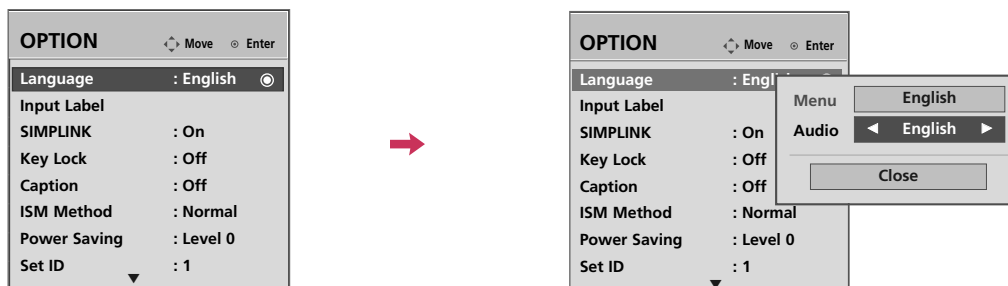 OPTION Move Enter
Language : English
Input Label
SIMPLINK : On
Key Lock : Off
Caption : Off
ISM Method : Normal
Power Saving : Level 0
Set ID : 1
OPTION Move Enter
Language : Engl
Input Label
SIMPLINK : On
Key Lock : Off
Caption : Off
ISM Method : Normal
Power Saving : Level 0
Set ID : 1
Menu English
Audio English
Close